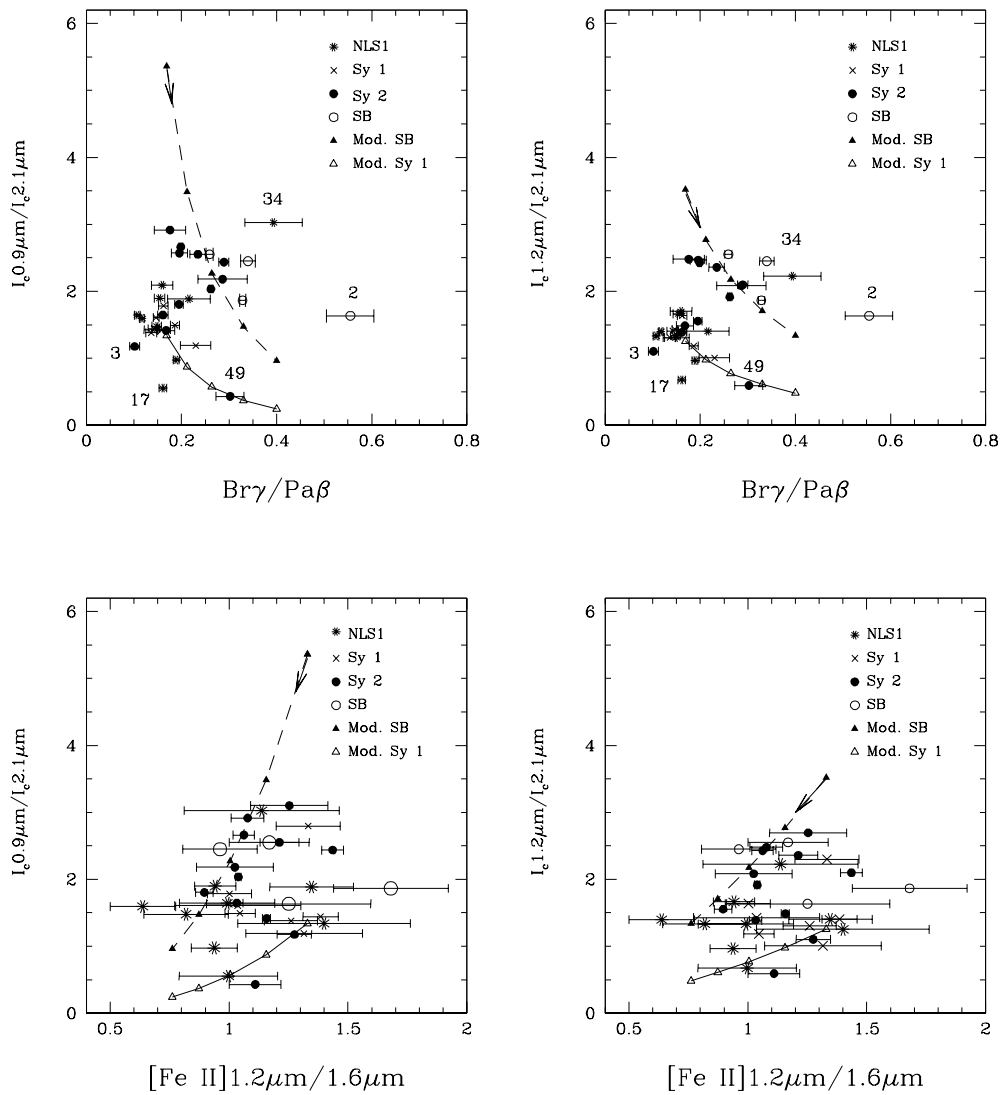 I_c0.9μm/I_c2.1μm
6
4
2
0
NLS1
Sy 1
Sy 2
SB
Mod. SB
Mod. Sy 1
34
2
3
17
49
0
0.2
0.4
0.6
0.8
Brγ/Paβ
I_c1.2μm/I_c2.1μm
6
4
2
0
NLS1
Sy 1
Sy 2
SB
Mod. SB
Mod. Sy 1
34
2
3
17
49
0
0.2
0.4
0.6
0.8
Brγ/Paβ
I_c0.9μm/I_c2.1μm
6
4
2
0
NLS1
Sy 1
Sy 2
SB
Mod. SB
Mod. Sy 1
0.5
1
1.5
2
[Fe II]1.2μm/1.6μm
I_c1.2μm/I_c2.1μm
6
4
2
0
NLS1
Sy 1
Sy 2
SB
Mod. SB
Mod. Sy 1
0.5
1
1.5
2
[Fe II]1.2μm/1.6μm